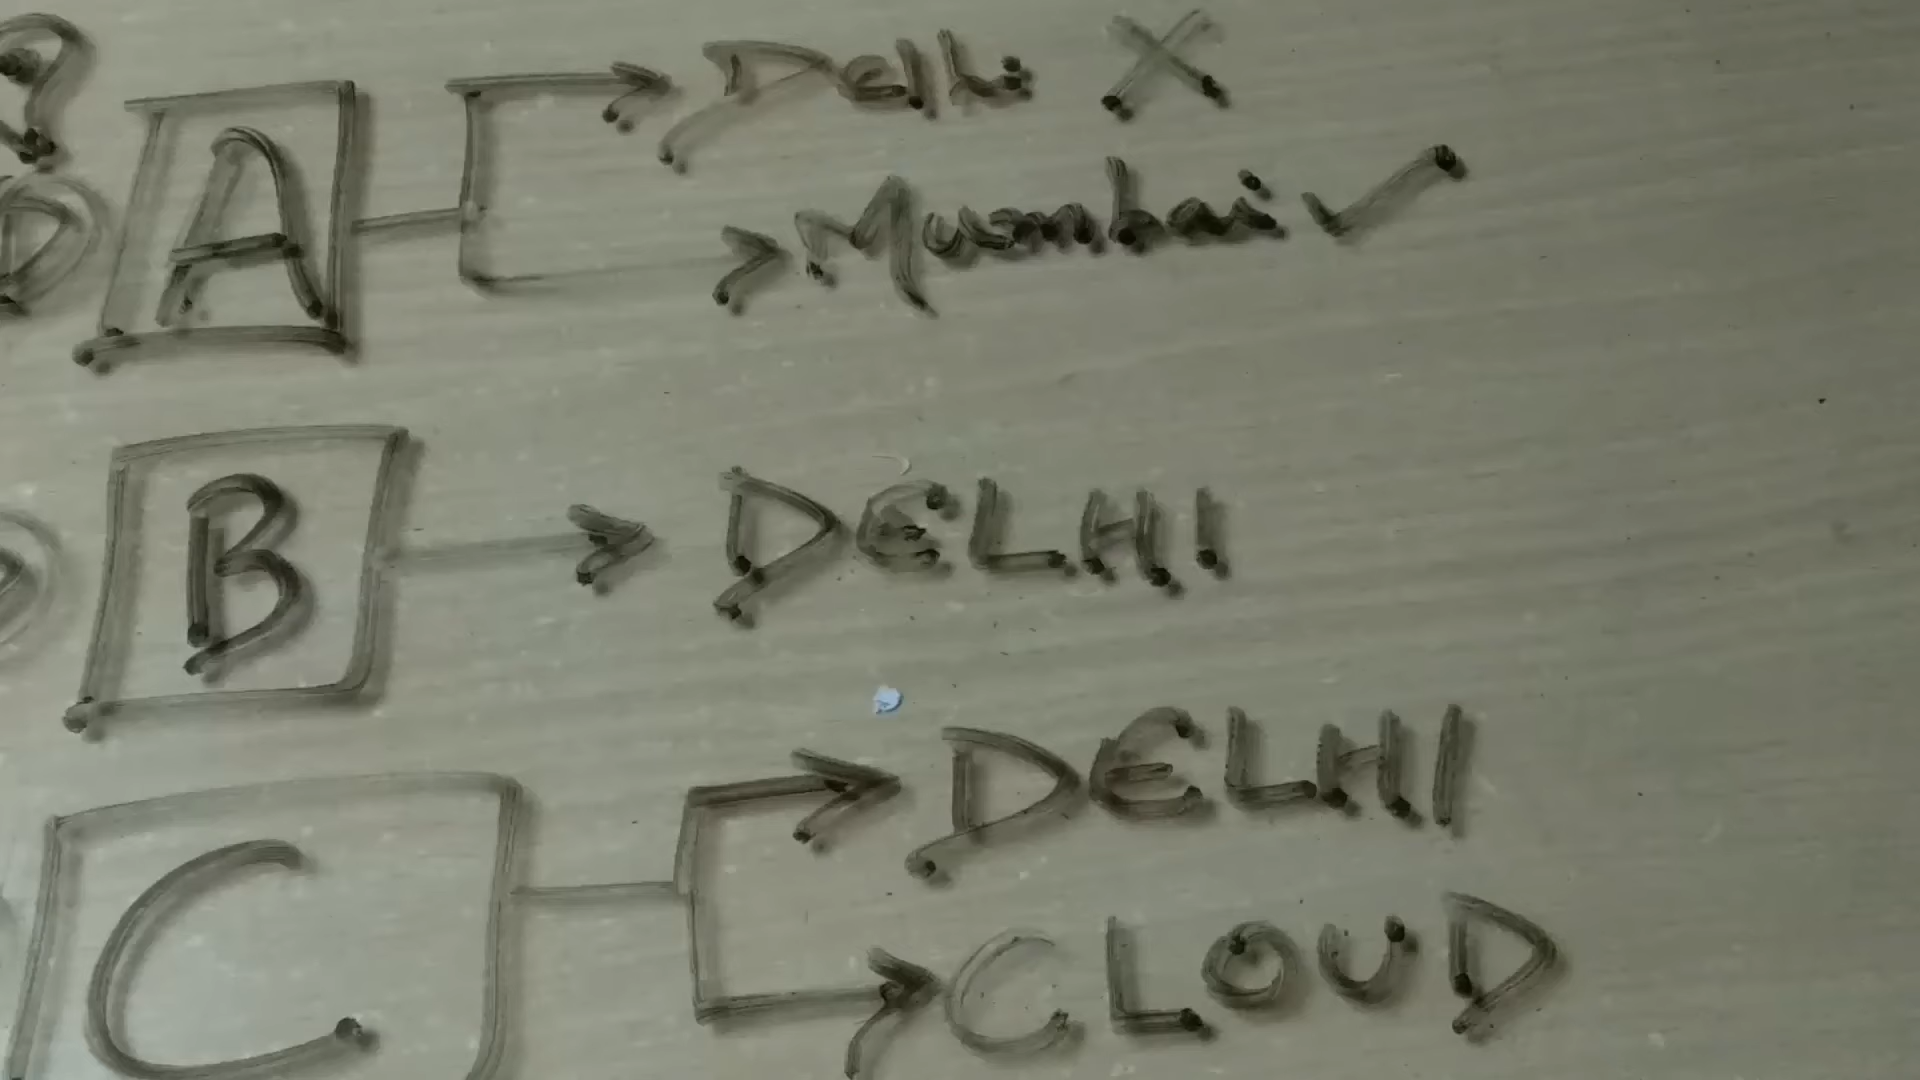 ?
D A Delhi X
Mumbai ✓
B DELHI
C DELHI
CLOUD